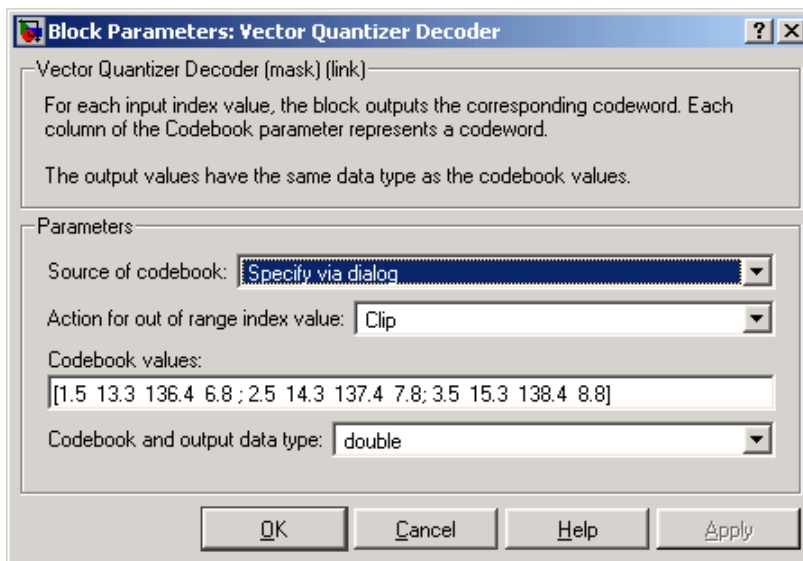 Block Parameters: Vector Quantizer Decoder
Vector Quantizer Decoder (mask) (link)
For each input index value, the block outputs the corresponding codeword. Each
column of the Codebook parameter represents a codeword.
The output values have the same data type as the codebook values.
Parameters
Source of codebook: Specify via dialog
Action for out of range index value: Clip
Codebook values:
[1.5 13.3 136.4 6.8 ; 2.5 14.3 137.4 7.8; 3.5 15.3 138.4 8.8]
Codebook and output data type: double
OK Cancel Help Apply